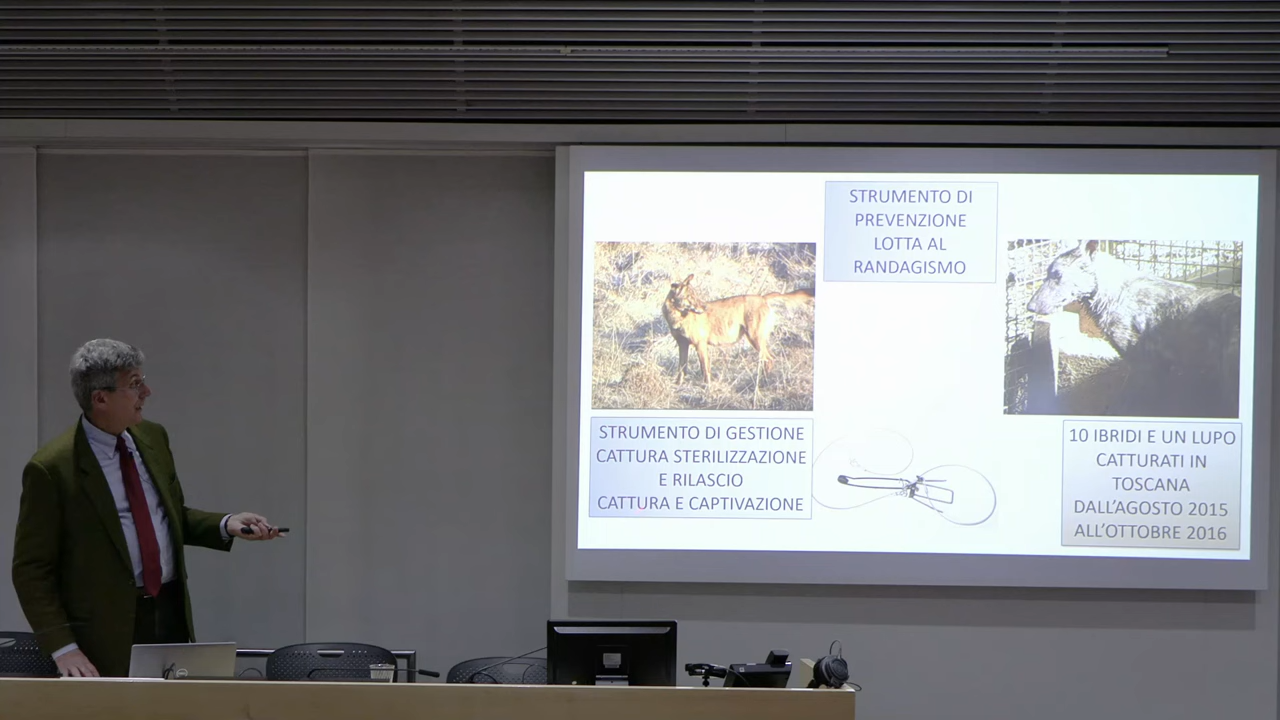 STRUMENTO DI
PREVENZIONE
LOTTA AL
RANDAGISMO
STRUMENTO DI GESTIONE
CATTURA STERILIZZAZIONE
E RILASCIO
CATTURA E CAPTIVAZIONE
10 IBRIDI E UN LUPO
CATTURATI IN
TOSCANA
DALL'AGOSTO 2015
ALL'OTTOBRE 2016